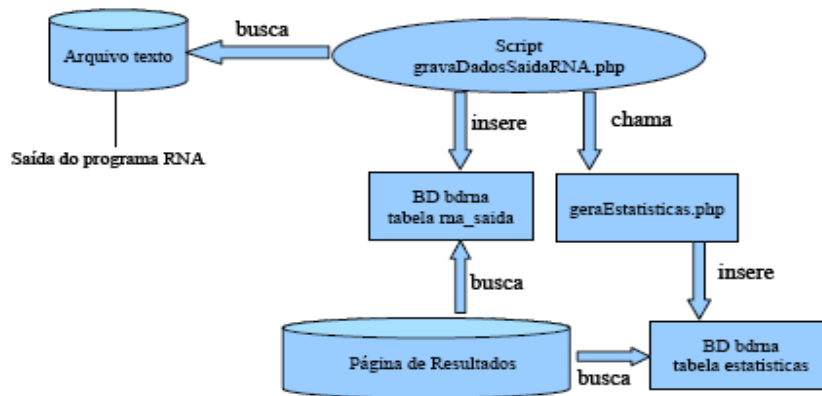 busca
Arquivo texto
Script
gravaDadosSaidaRNA.php
insere
chama
Saída do programa RNA
BD bdrna
tabela rna_saida
geraEstatisticas.php
busca
insere
Página de Resultados
busca
BD bdrna
tabela estatisticas